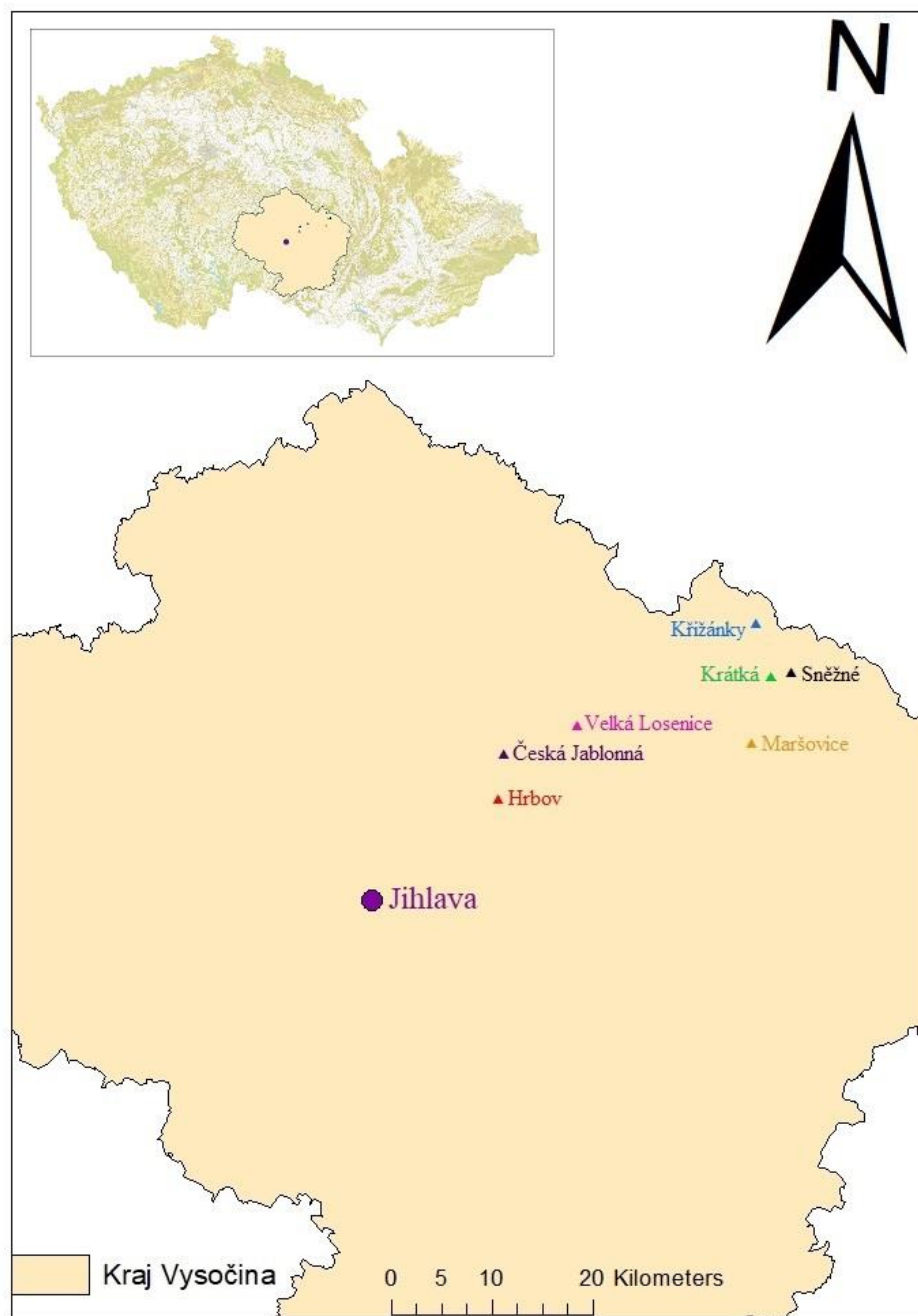 N
Křižánky
Krátká
Sněžné
Velká Losenice
Maršovice
Česká Jablonná
Hrbov
Jihlava
Kraj Vysočina
0 5 10 20 Kilometers